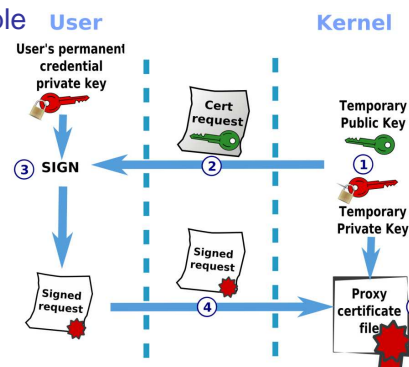 ole
User
Kernel
User's permanent
credential
private key
Cert
request
Temporary
Public Key
3
SIGN
2
1
Temporary
Private Key
Signed
request
Signed
request
4
Proxy
certificate
file